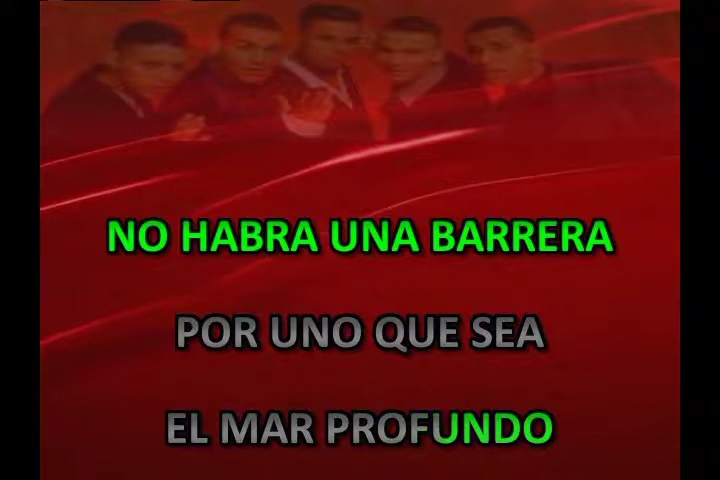 NO HABRA UNA BARRERA
POR UNO QUE SEA
EL MAR PROFUNDO